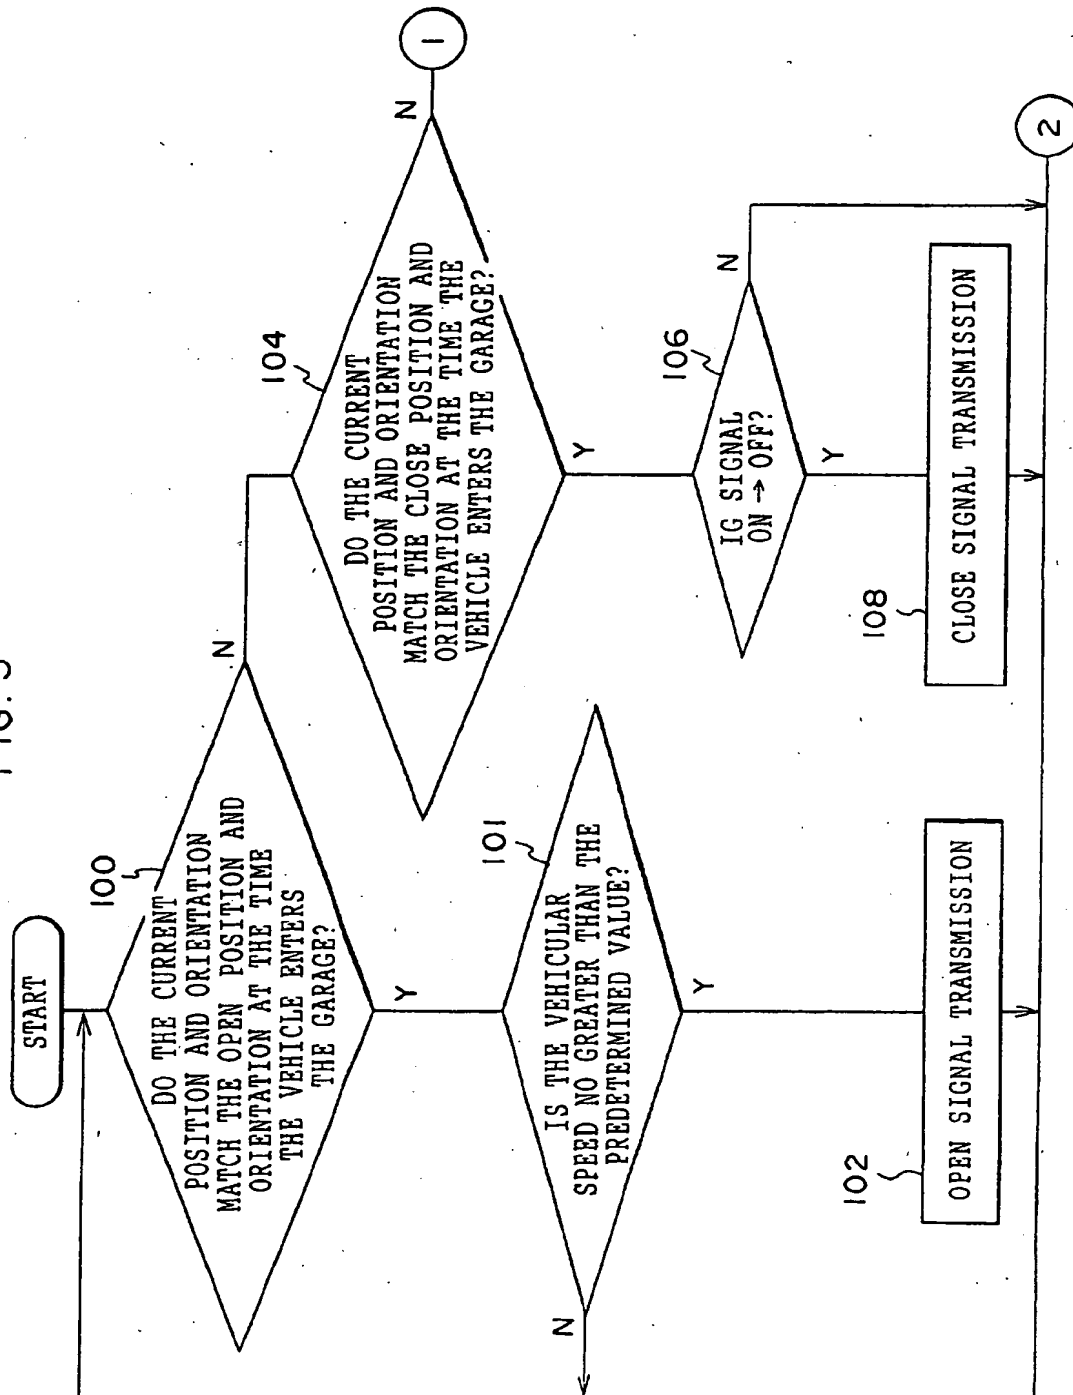 START
100
DO THE CURRENT
POSITION AND ORIENTATION
MATCH THE OPEN POSITION AND
ORIENTATION AT THE TIME
THE VEHICLE ENTERS
THE GARAGE?
N
Y
104
DO THE CURRENT
POSITION AND ORIENTATION
MATCH THE CLOSE POSITION AND
ORIENTATION AT THE TIME THE
VEHICLE ENTERS THE GARAGE?
N
1
Y
101
IS THE VEHICULAR
SPEED NO GREATER THAN THE
PREDETERMINED VALUE?
N
Y
106
IG SIGNAL
ON → OFF?
N
Y
102
OPEN SIGNAL TRANSMISSION
108
CLOSE SIGNAL TRANSMISSION
2